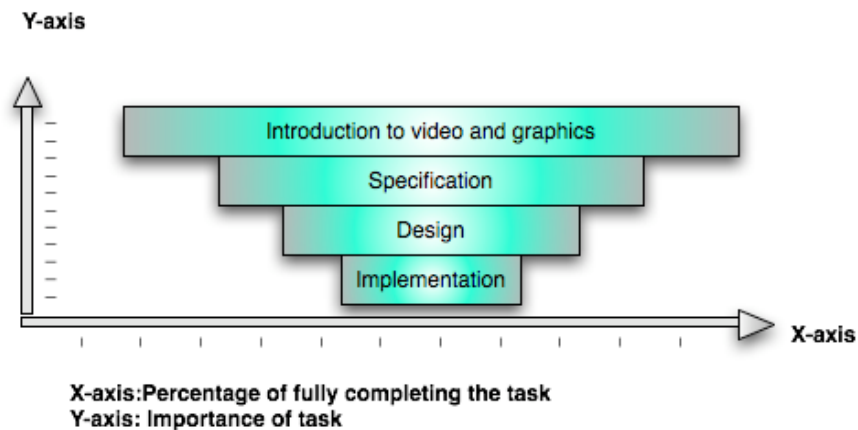 Y-axis
Introduction to video and graphics
Specification
Design
Implementation
X-axis
X-axis:Percentage of fully completing the task
Y-axis: Importance of task